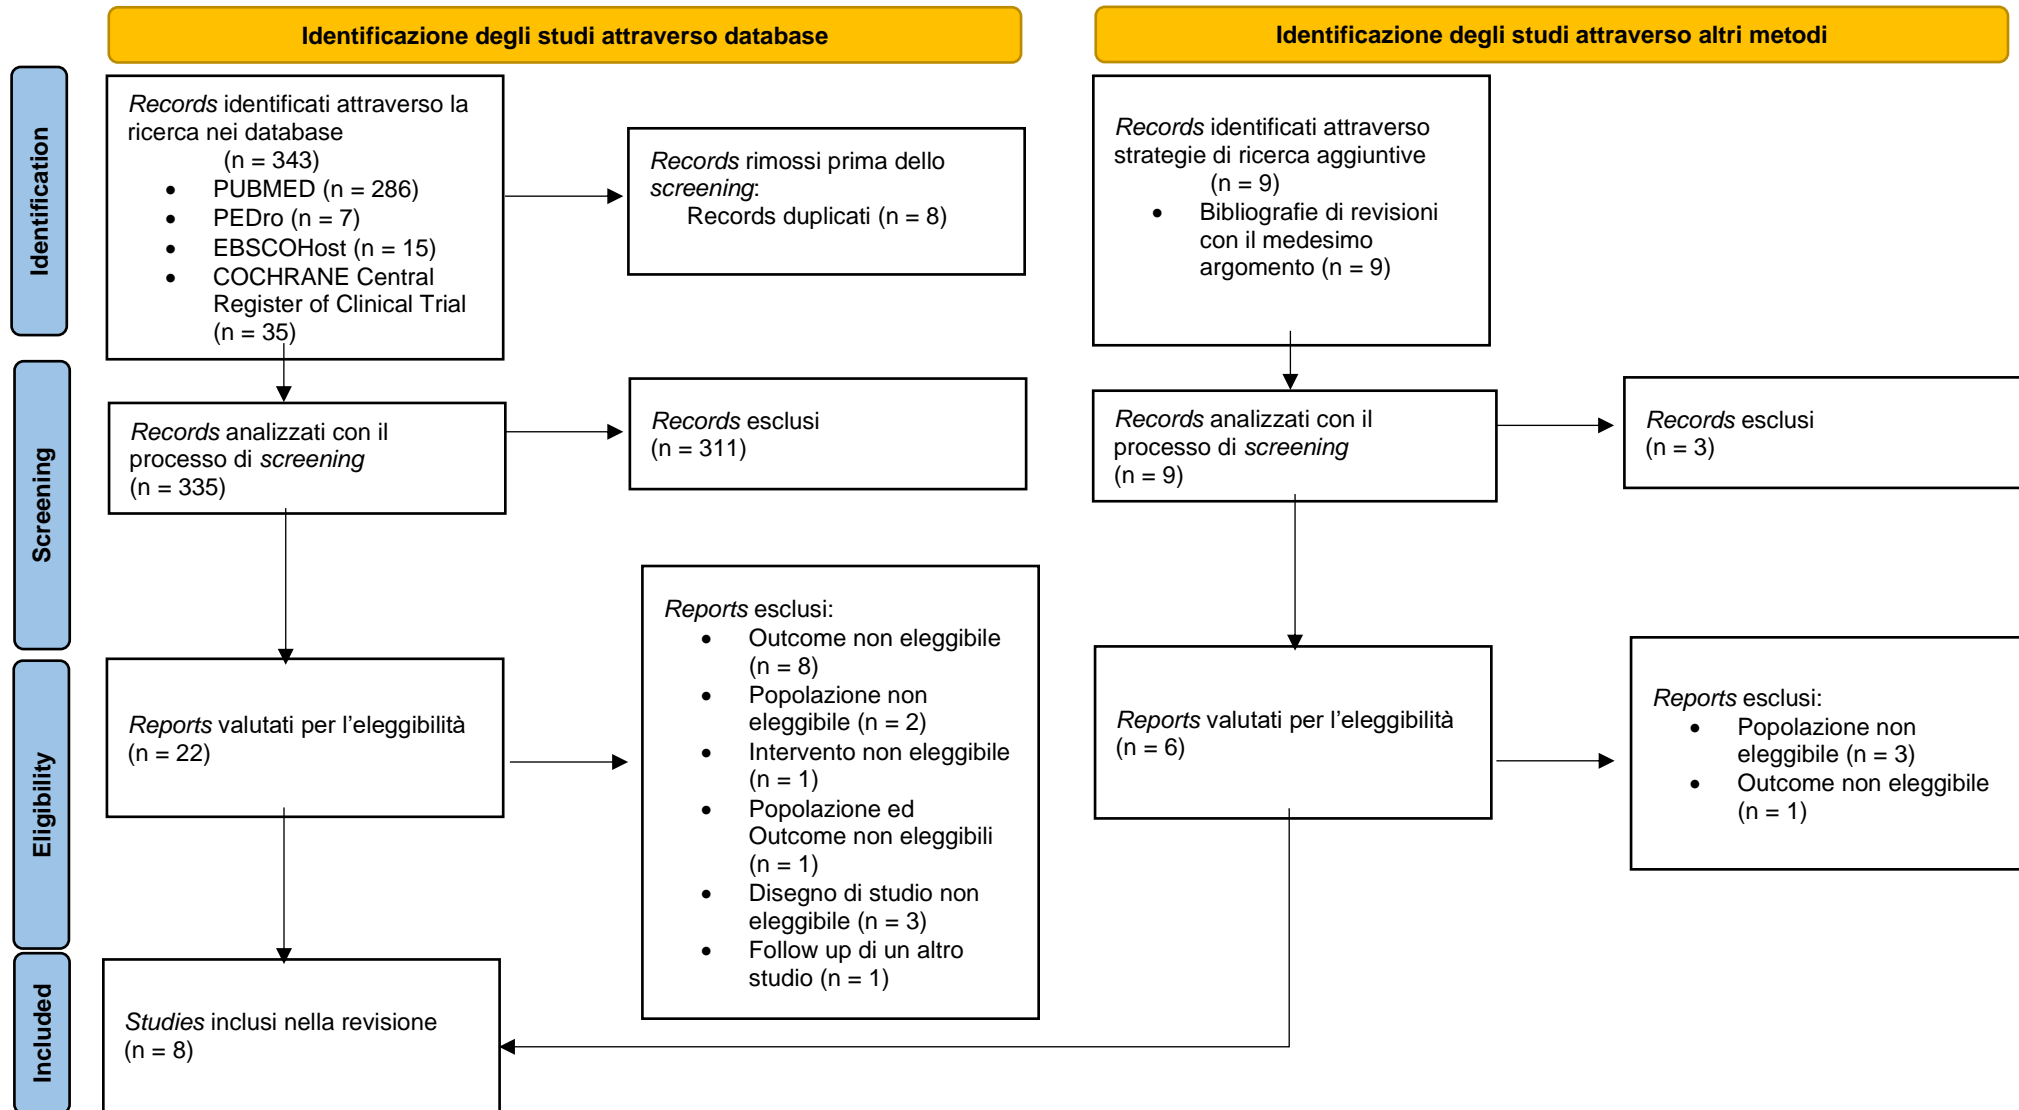 Identificazione degli studi attraverso database
Identificazione degli studi attraverso altri metodi
Identification
Records identificati attraverso la
ricerca nei database
(n = 343)
• PUBMED (n = 286)
• PEDro (n = 7)
• EBSCOHost (n = 15)
• COCHRANE Central
Register of Clinical Trial
(n = 35)
Records rimossi prima dello
screening:
Records duplicati (n = 8)
Records identificati attraverso
strategie di ricerca aggiuntive
(n = 9)
• Bibliografie di revisioni
con il medesimo
argomento (n = 9)
Screening
Records analizzati con il
processo di screening
(n = 335)
Records esclusi
(n = 311)
Records analizzati con il
processo di screening
(n = 9)
Records esclusi
(n = 3)
Eligibility
Reports valutati per l'eleggibilità
(n = 22)
Reports esclusi:
• Outcome non eleggibile
(n = 8)
• Popolazione non
eleggibile (n = 2)
• Intervento non eleggibile
(n = 1)
• Popolazione ed
Outcome non eleggibili
(n = 1)
• Disegno di studio non
eleggibile (n = 3)
• Follow up di un altro
studio (n = 1)
Reports valutati per l'eleggibilità
(n = 6)
Reports esclusi:
• Popolazione non
eleggibile (n = 3)
• Outcome non eleggibile
(n = 1)
Included
Studies inclusi nella revisione
(n = 8)